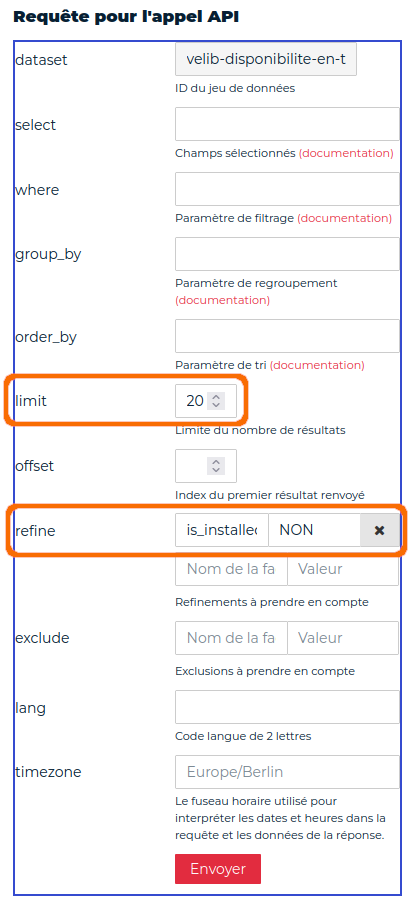 Requête pour l'appel API
dataset velib-disponibilite-en-t
ID du jeu de données
select
Champs sélectionnés (documentation)
where
Paramètre de filtrage (documentation)
group_by
Paramètre de regroupement
(documentation)
order_by
Paramètre de tri (documentation)
limit 20
Limite du nombre de résultats
offset
Index du premier résultat renvoyé
refine is_installec NON ✖
Nom de la fa Valeur
Refinements à prendre en compte
exclude Nom de la fa Valeur
Exclusions à prendre en compte
lang
Code langue de 2 lettres
timezone Europe/Berlin
Le fuseau horaire utilisé pour
interpréter les dates et heures dans la
requête et les données de la réponse.
Envoyer